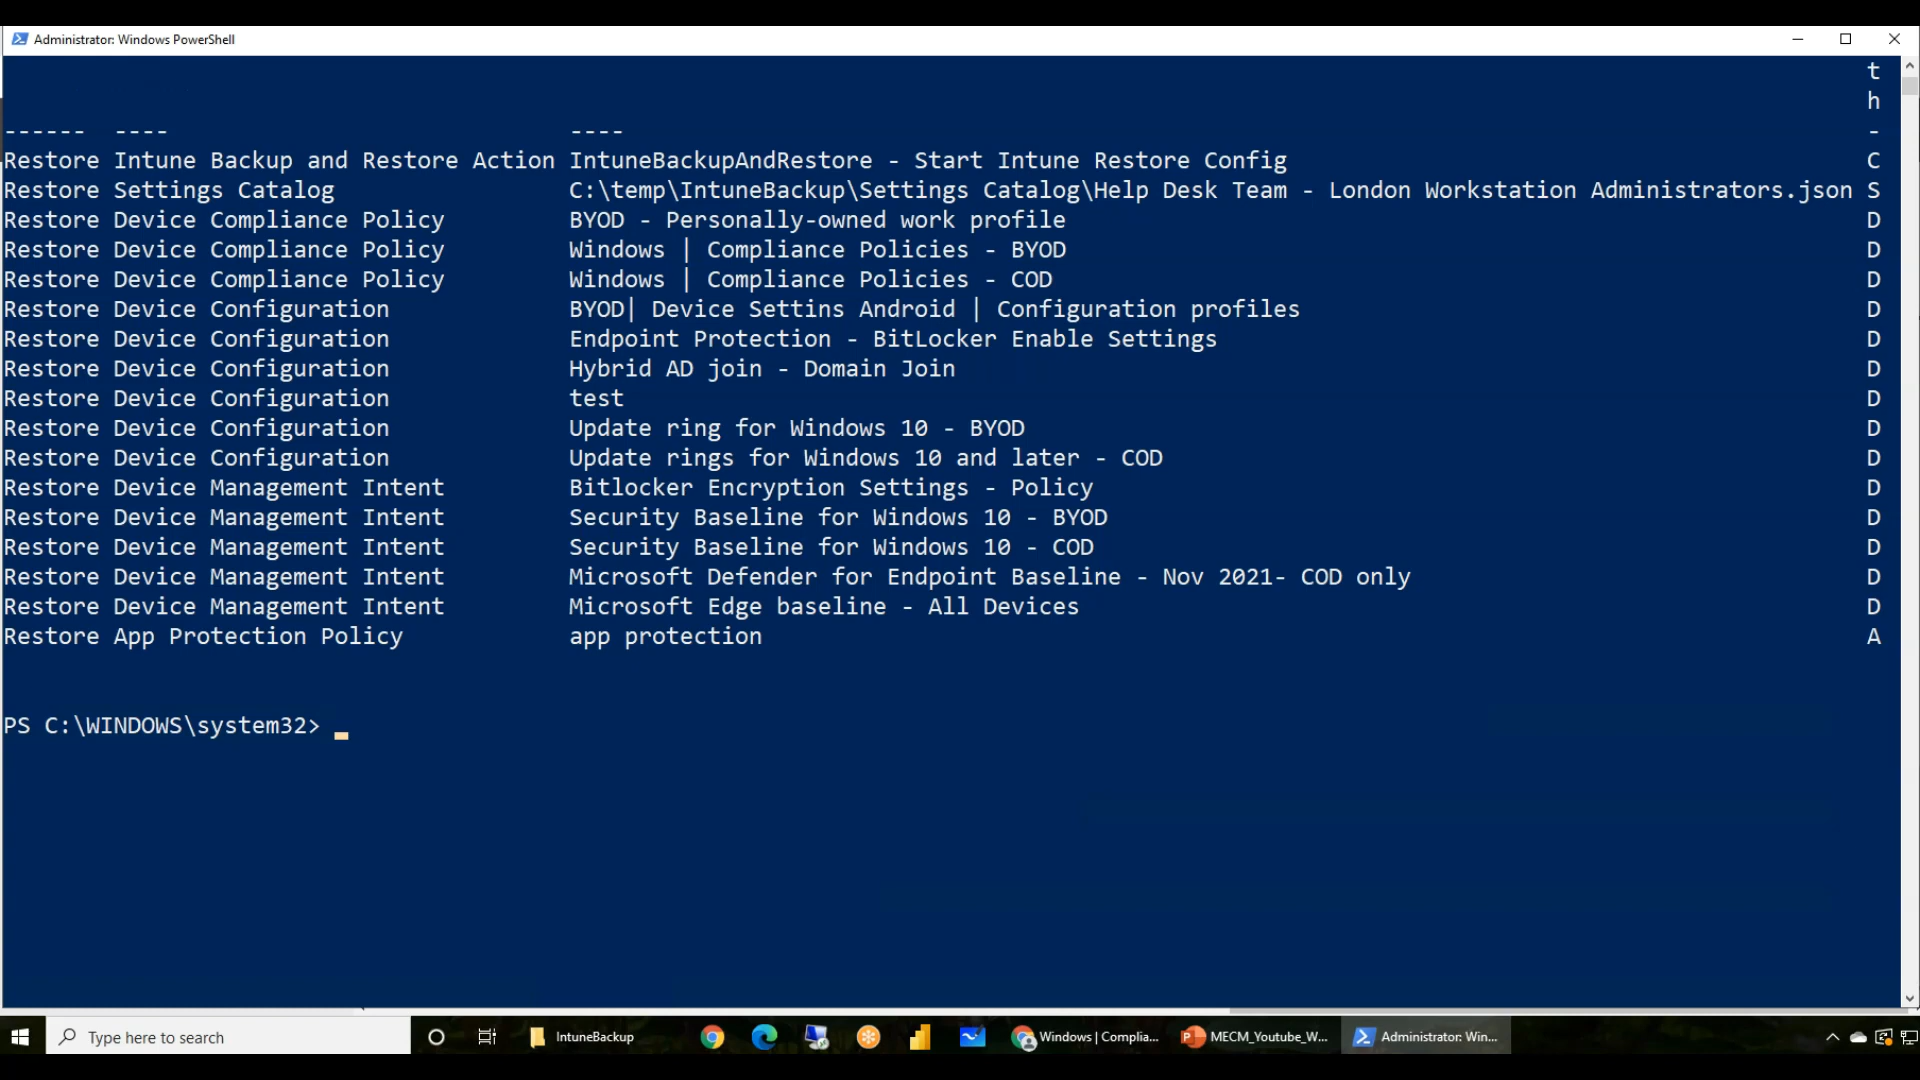 Administrator: Windows PowerShell
t
h
------ ---- ---- -
Restore Intune Backup and Restore Action IntuneBackupAndRestore - Start Intune Restore Config C
Restore Settings Catalog C:\temp\IntuneBackup\Settings Catalog\Help Desk Team - London Workstation Administrators.json S
Restore Device Compliance Policy BYOD - Personally-owned work profile D
Restore Device Compliance Policy Windows | Compliance Policies - BYOD D
Restore Device Compliance Policy Windows | Compliance Policies - COD D
Restore Device Configuration BYOD| Device Settins Android | Configuration profiles D
Restore Device Configuration Endpoint Protection - BitLocker Enable Settings D
Restore Device Configuration Hybrid AD join - Domain Join D
Restore Device Configuration test D
Restore Device Configuration Update ring for Windows 10 - BYOD D
Restore Device Configuration Update rings for Windows 10 and later - COD D
Restore Device Management Intent Bitlocker Encryption Settings - Policy D
Restore Device Management Intent Security Baseline for Windows 10 - BYOD D
Restore Device Management Intent Security Baseline for Windows 10 - COD D
Restore Device Management Intent Microsoft Defender for Endpoint Baseline - Nov 2021- COD only D
Restore Device Management Intent Microsoft Edge baseline - All Devices D
Restore App Protection Policy app protection A
PS C:\WINDOWS\system32> _
Type here to search IntuneBackup Windows | Complia... MECM_Youtube_W... Administrator: Win...